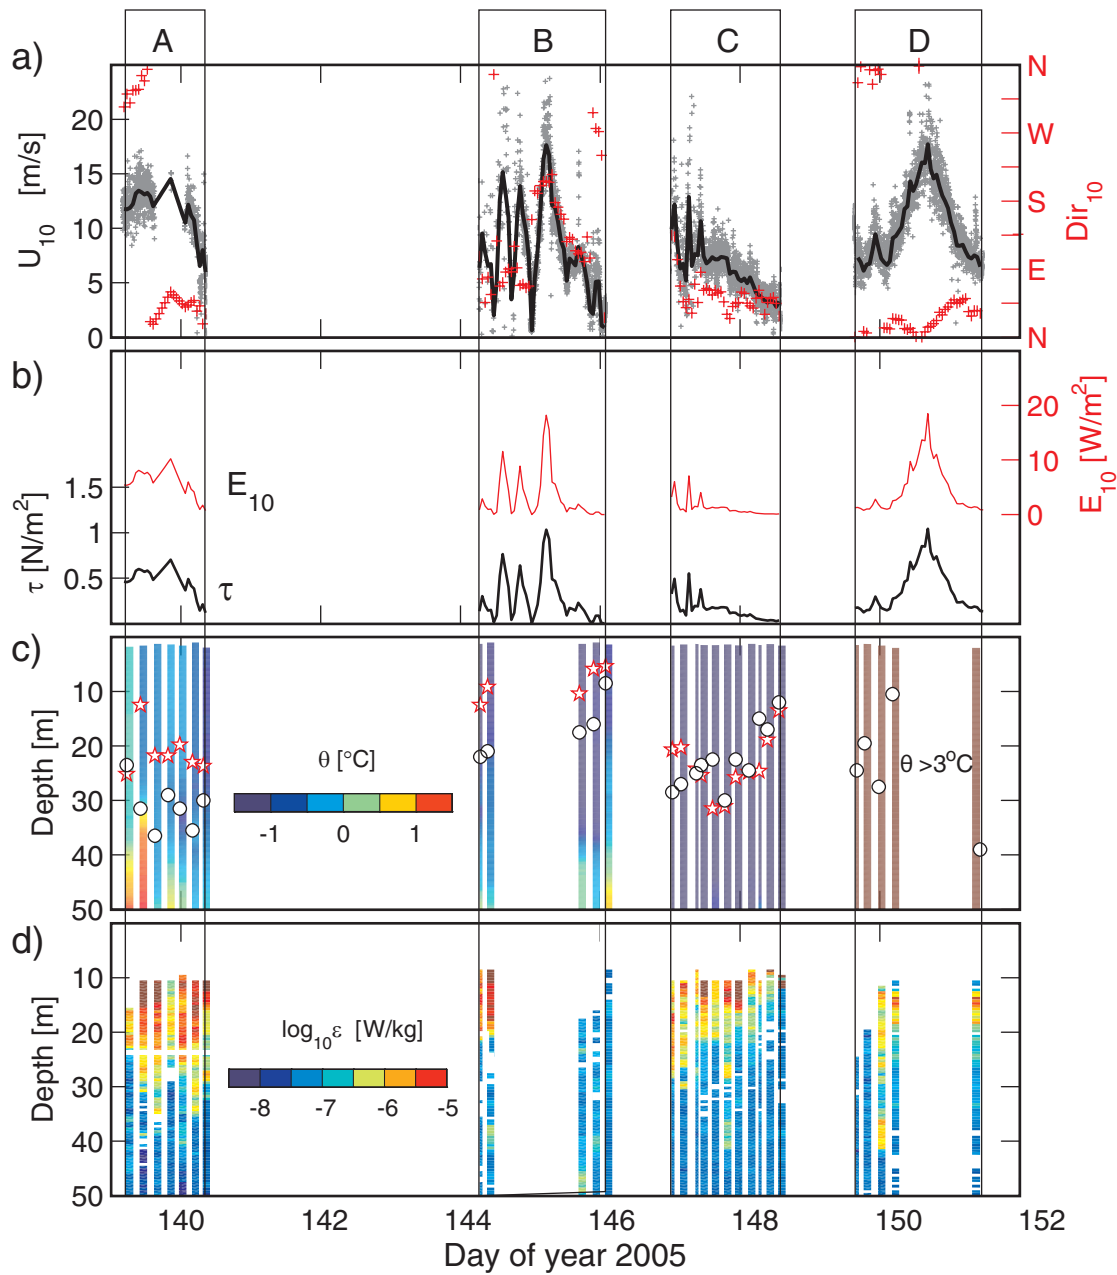 A B C D
a)
U10 [m/s]
20
15
10
5
0
N
W
S
E
N
Dir10
b)
τ [N/m²]
1.5
1
0.5
E10
τ
20
10
0
E10 [W/m²]
c)
Depth [m]
10
20
30
40
50
θ [°C]
-1 0 1
θ >3°C
d)
Depth [m]
10
20
30
40
50
log10ε [W/kg]
-8 -7 -6 -5
140 142 144 146 148 150 152
Day of year 2005